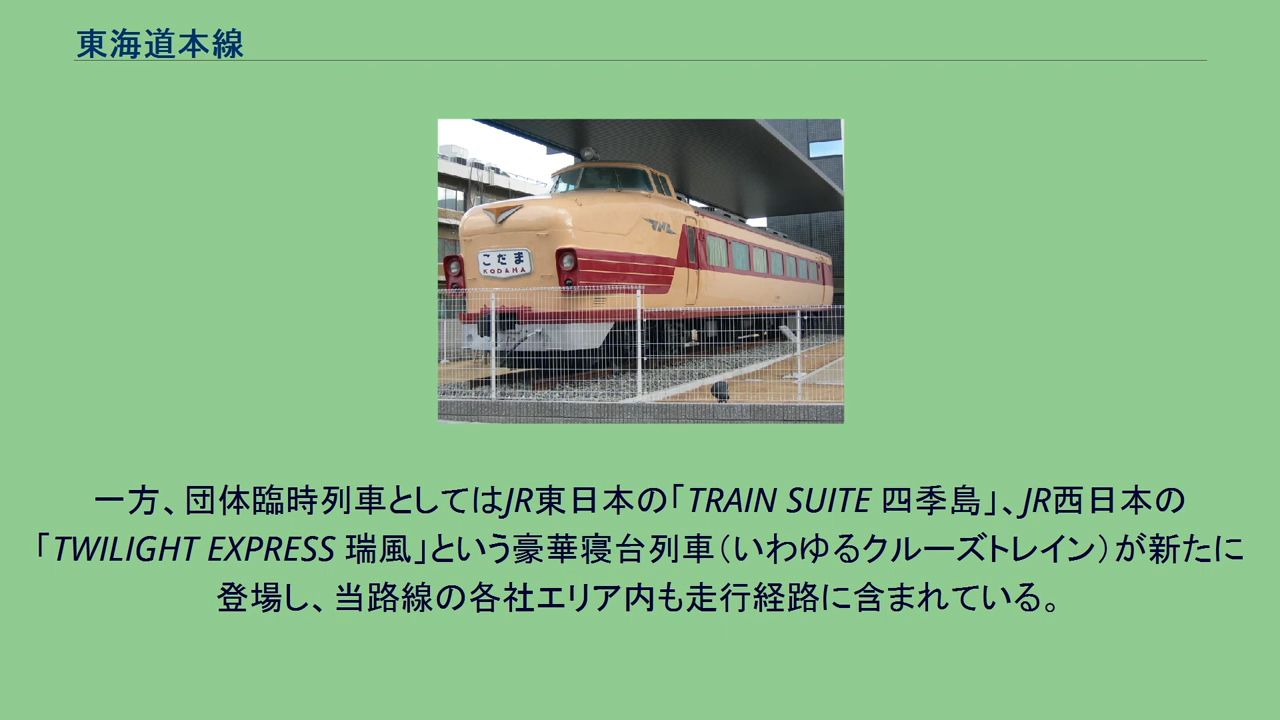 東海道本線
こだま
KODAMA
一方、団体臨時列車としてはJR東日本の「TRAIN SUITE 四季島」、JR西日本の
「TWILIGHT EXPRESS 瑞風」という豪華寝台列車（いわゆるクルーズトレイン）が新たに
登場し、当路線の各社エリア内も走行経路に含まれている。